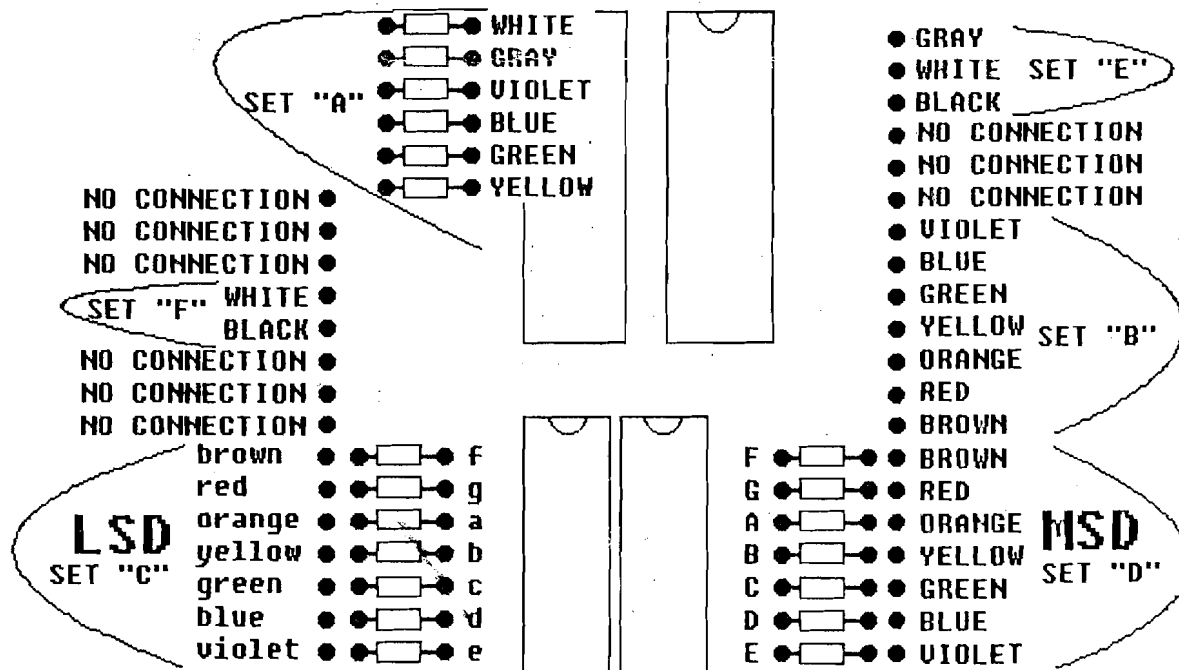 WHITE
GRAY
VIOLET
BLUE
GREEN
YELLOW
SET "A"
GRAY
WHITE
BLACK
SET "E"
NO CONNECTION
NO CONNECTION
NO CONNECTION
VIOLET
BLUE
GREEN
YELLOW
ORANGE
RED
BROWN
SET "B"
NO CONNECTION
NO CONNECTION
NO CONNECTION
WHITE
BLACK
SET "F"
NO CONNECTION
NO CONNECTION
NO CONNECTION
brown f
red g
orange a
yellow b
green c
blue d
violet e
LSD
SET "C"
F BROWN
G RED
A ORANGE
B YELLOW
C GREEN
D BLUE
E VIOLET
MSD
SET "D"